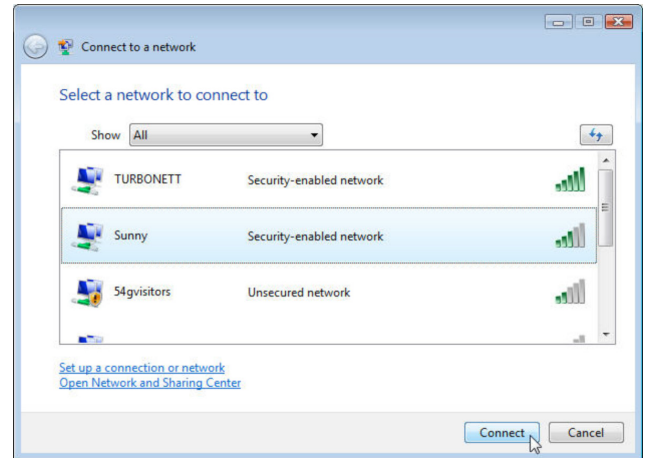 Connect to a network
Select a network to connect to
Show All
TURBONETT Security-enabled network
Sunny Security-enabled network
54gvisitors Unsecured network
Set up a connection or network
Open Network and Sharing Center
Connect Cancel